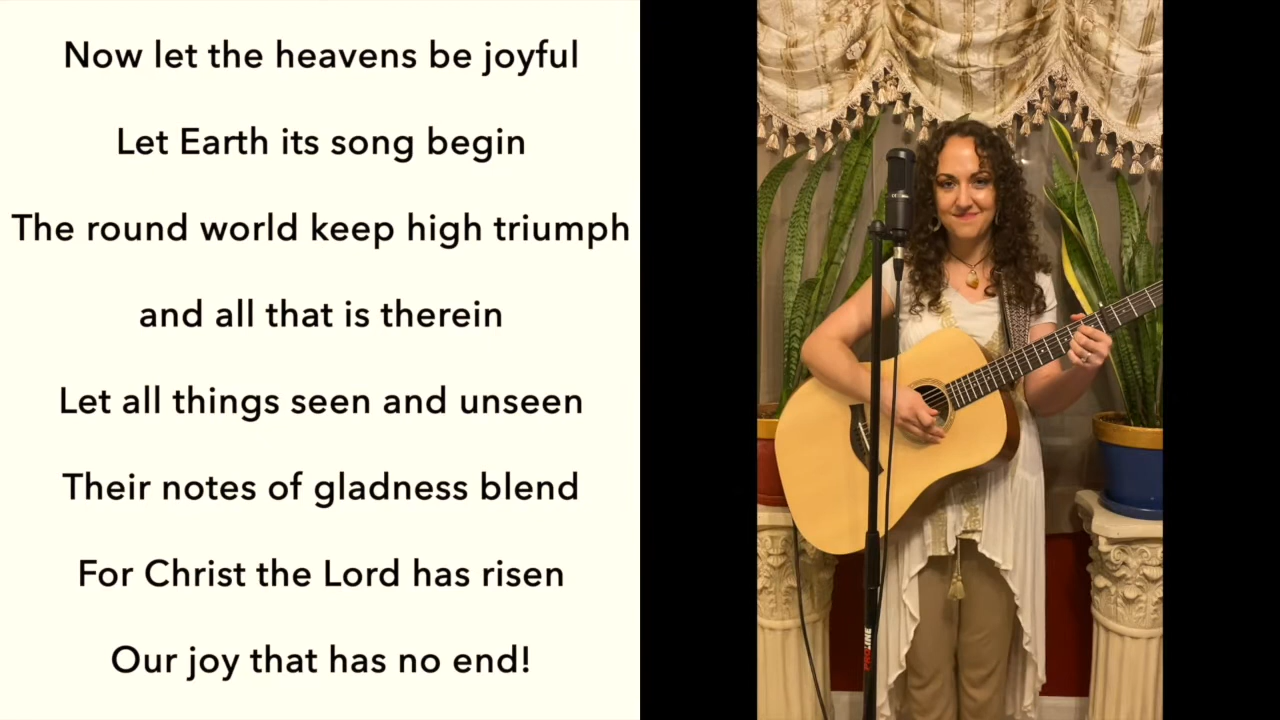 Now let the heavens be joyful
Let Earth its song begin
The round world keep high triumph
and all that is therein
Let all things seen and unseen
Their notes of gladness blend
For Christ the Lord has risen
Our joy that has no end!
PROLINE